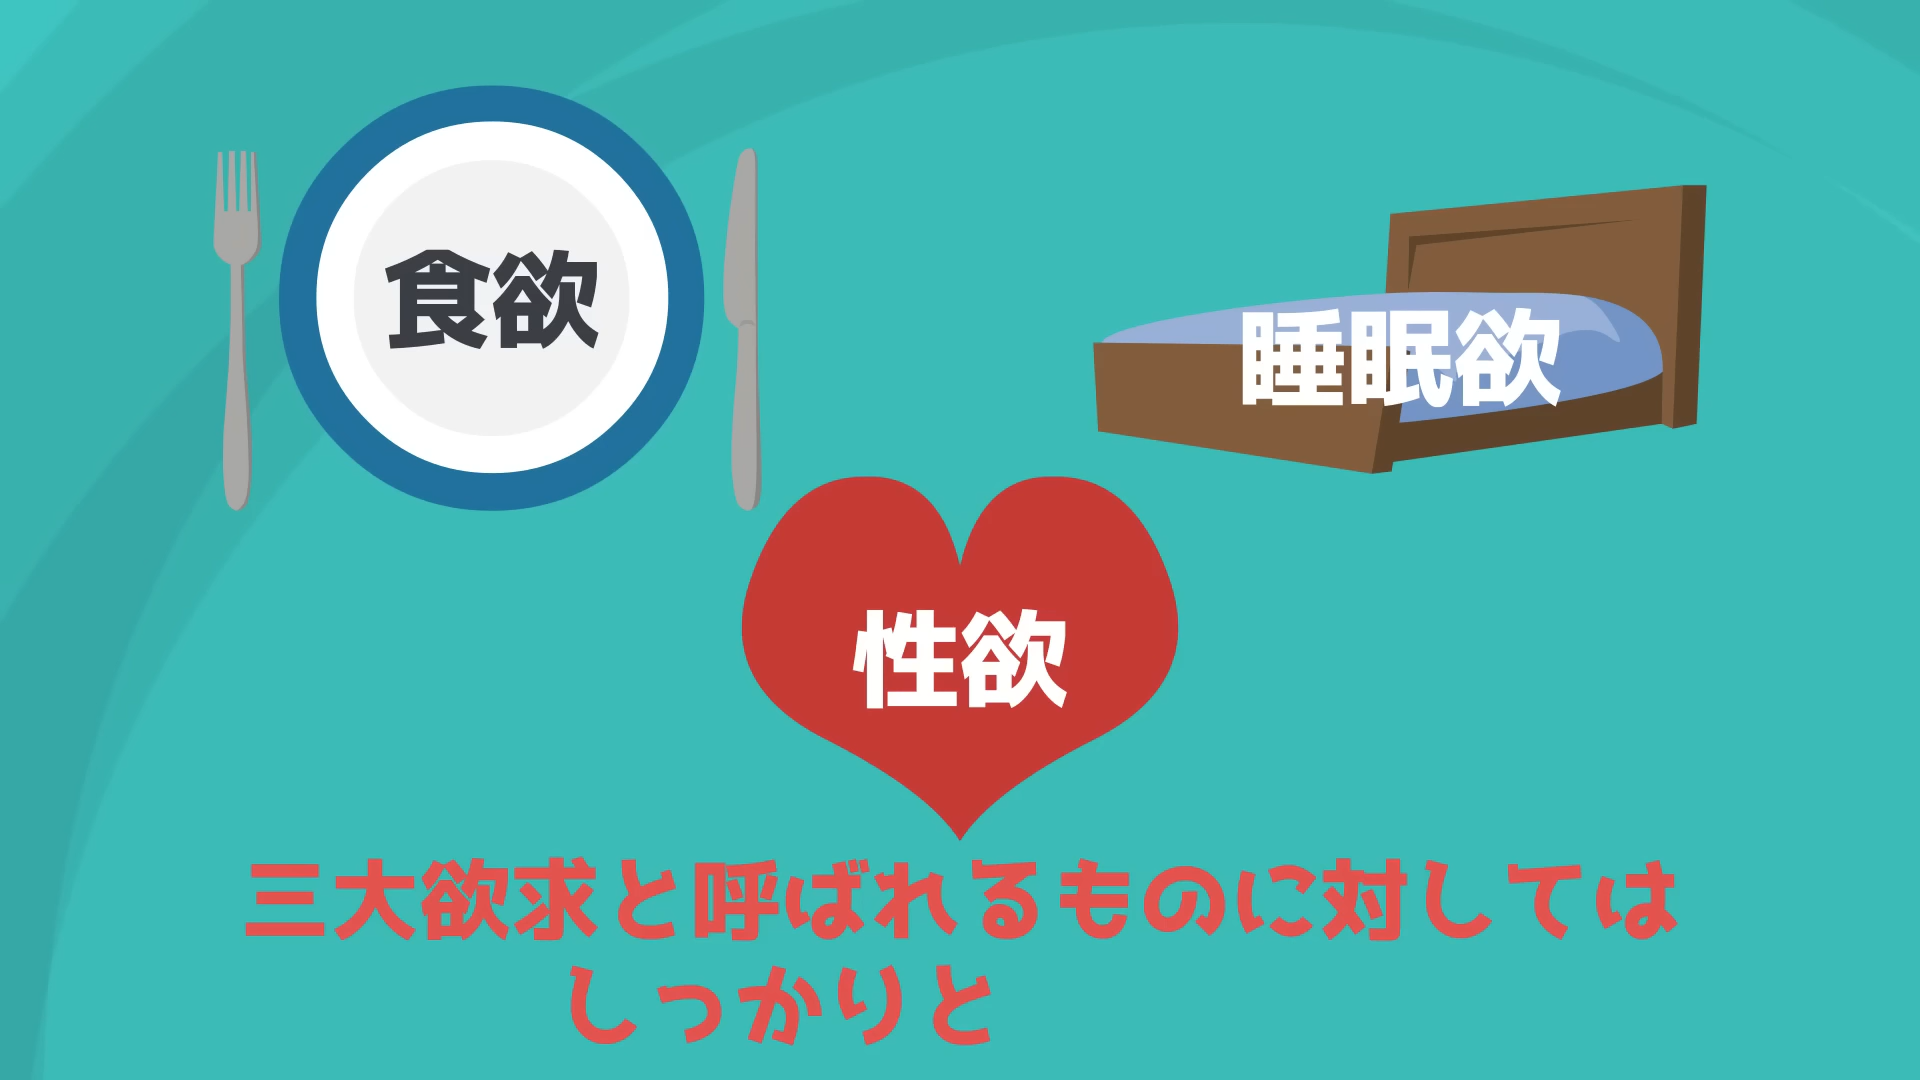 食欲
睡眠欲
性欲
三大欲求と呼ばれるものに対しては
しっかりと